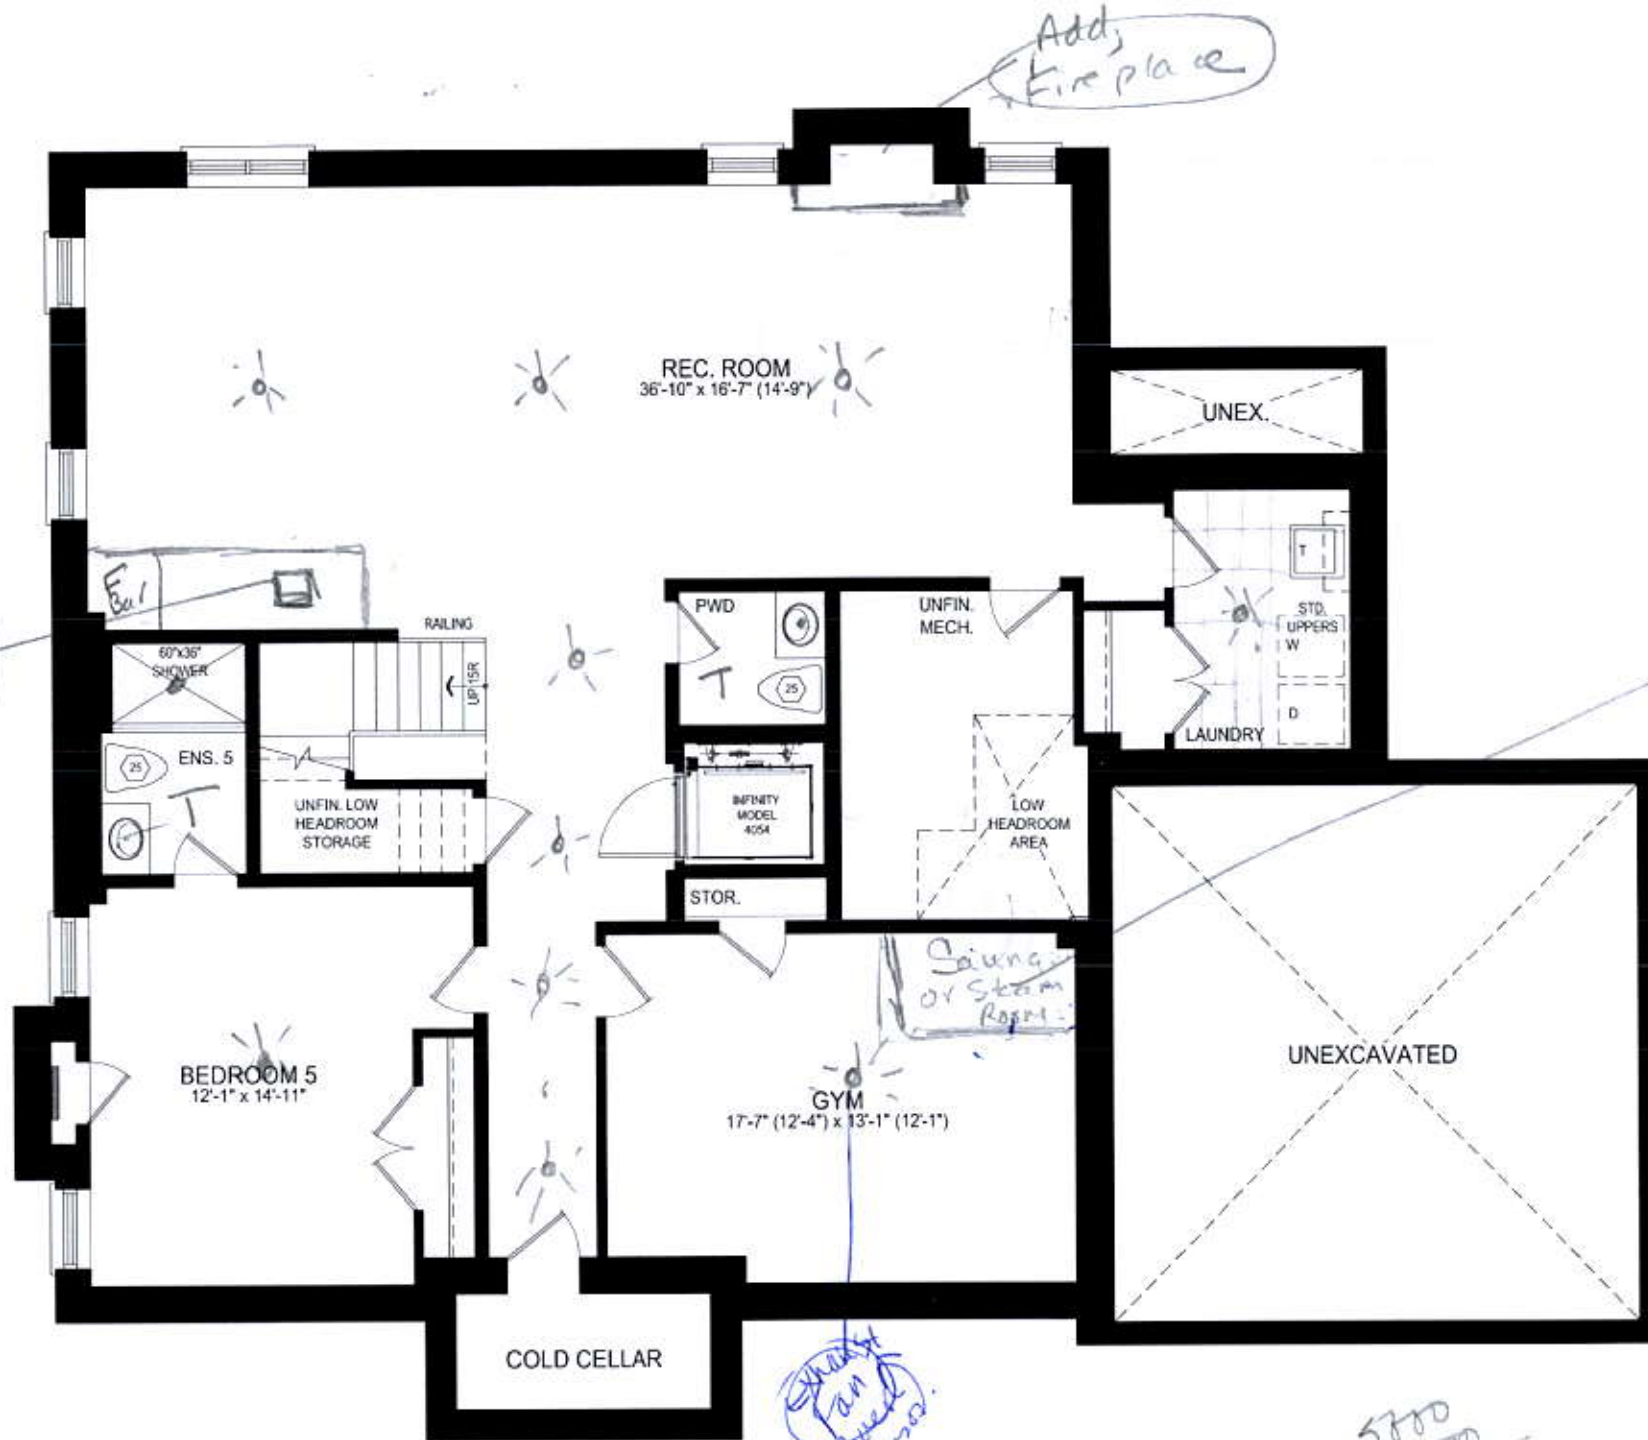 Add,
Fireplace
REC. ROOM
36'-10" x 16'-7" (14'-9")
UNEX.
Bar
RAILING
PWD
UNFIN.
MECH.
T
STD.
UPPERS
W
60"x36"
SHOWER
UP 15R
T
25
D
LAUNDRY
ENS. 5
25
T
INFINITY
MODEL
4054
UNFIN. LOW
HEADROOM
STORAGE
LOW
HEADROOM
AREA
STOR.
Sauna
or Steam
Room
BEDROOM 5
12'-1" x 14'-11"
UNEXCAVATED
GYM
17'-7" (12'-4") x 13'-1" (12'-1")
COLD CELLAR
Exhaust
Fan